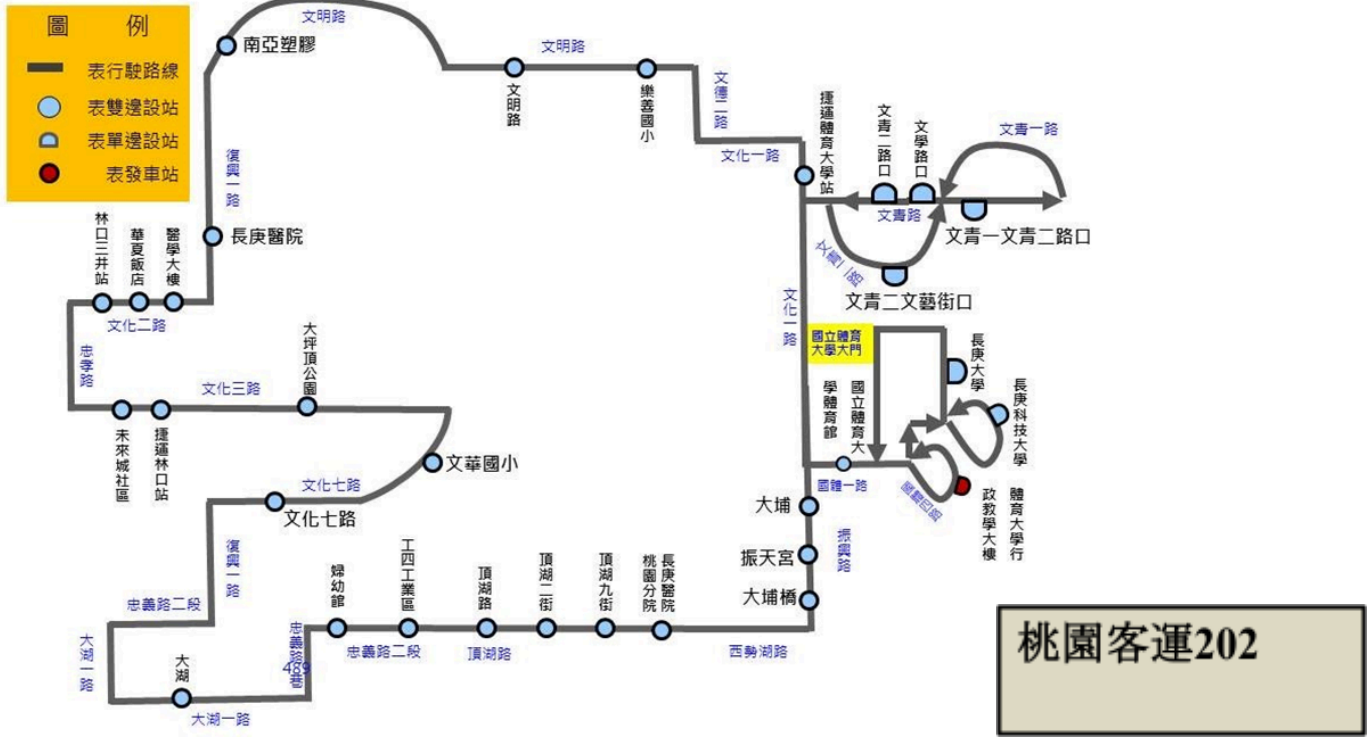 圖 例
表行駛路線
表雙邊設站
表單邊設站
表發車站
文明路
南亞塑膠
文明路
文明路
樂善國小
文德二路
文化一路
捷運體育大學站
文青二路口
文學路口
文青一路
文青路
文青一文青二路口
文青二路
文青二文藝街口
復興一路
長庚醫院
林口三井站
華夏飯店
醫學大樓
文化二路
忠孝路
文化三路
大坪頂公園
未來城社區
捷運林口站
文華國小
文化七路
文化七路
文化一路
國立體育
大學大門
長庚大學
長庚科技大學
國立體育大
學體育館
國體一路
體育大學行
政教學大樓
大埔
振天宮
大埔橋
振興路
復興一路
忠義路二段
大湖一路
大湖
大湖一路
忠義路
489
巷
婦幼館
工四工業區
忠義路二段
頂湖路
頂湖路
頂湖二街
頂湖九街
長庚醫院
桃園分院
西勢湖路
桃園客運202